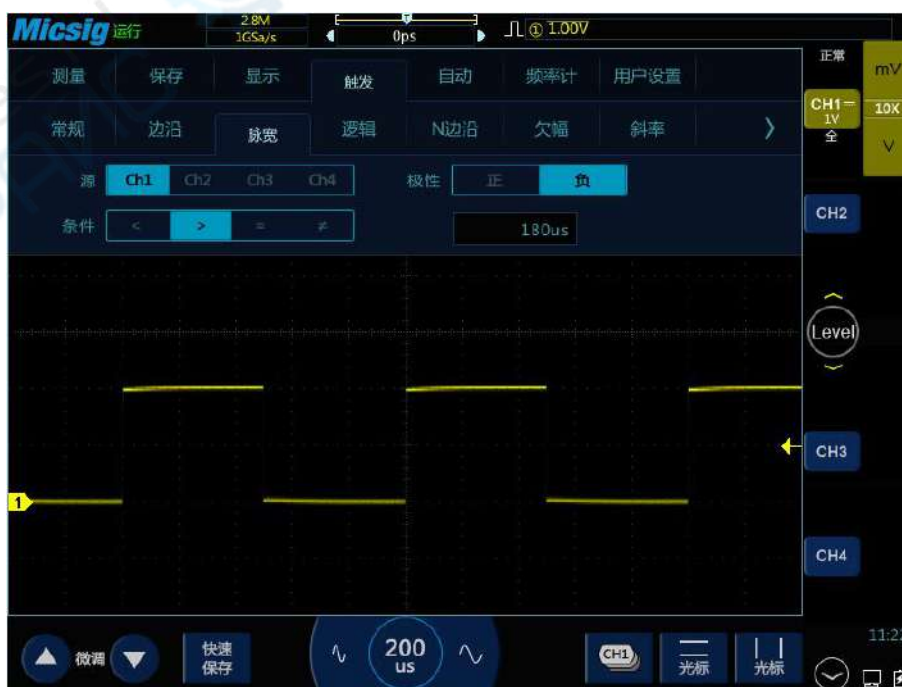 Micsig 运行 2.8M 1GSa/s 0ps ① 1.00V
测量 保存 显示 触发 自动 频率计 用户设置
常规 边沿 脉宽 逻辑 N边沿 欠幅 斜率
源 Ch1 Ch2 Ch3 Ch4 极性 正 负
条件 < > = ≠ 180us
正常
mV
CH1
1V
全
10X
V
CH2
Level
CH3
CH4
1
微调
快速
保存
200
us
CH1
光标
光标